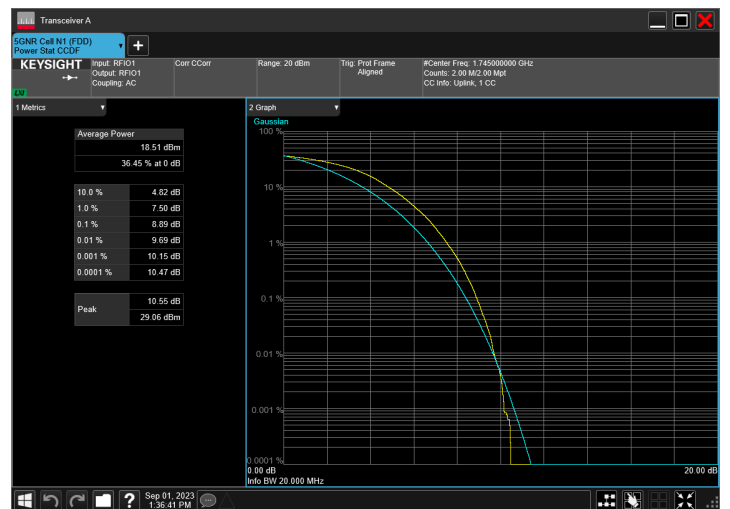 Transceiver A
5GNR Cell N1 (FDD)
Power Stat CCDF
KEYSIGHT
LXI
Input: RFIO1
Output: RFIO1
Coupling: AC
Corr CCorr
Range: 20 dBm
Trig: Prot Frame
Aligned
#Center Freq: 1.745000000 GHz
Counts: 2.00 M/2.00 Mpt
CC Info: Uplink, 1 CC
1 Metrics
Average Power
18.51 dBm
36.45 % at 0 dB
10.0 % 4.82 dB
1.0 % 7.50 dB
0.1 % 8.89 dB
0.01 % 9.69 dB
0.001 % 10.15 dB
0.0001 % 10.47 dB
Peak
10.55 dB
29.06 dBm
2 Graph
Gaussian
100 %
10 %
1 %
0.1 %
0.01 %
0.001 %
0.0001 %
0.00 dB 20.00 dB
Info BW 20.000 MHz
?
Sep 01, 2023
1:36:41 PM